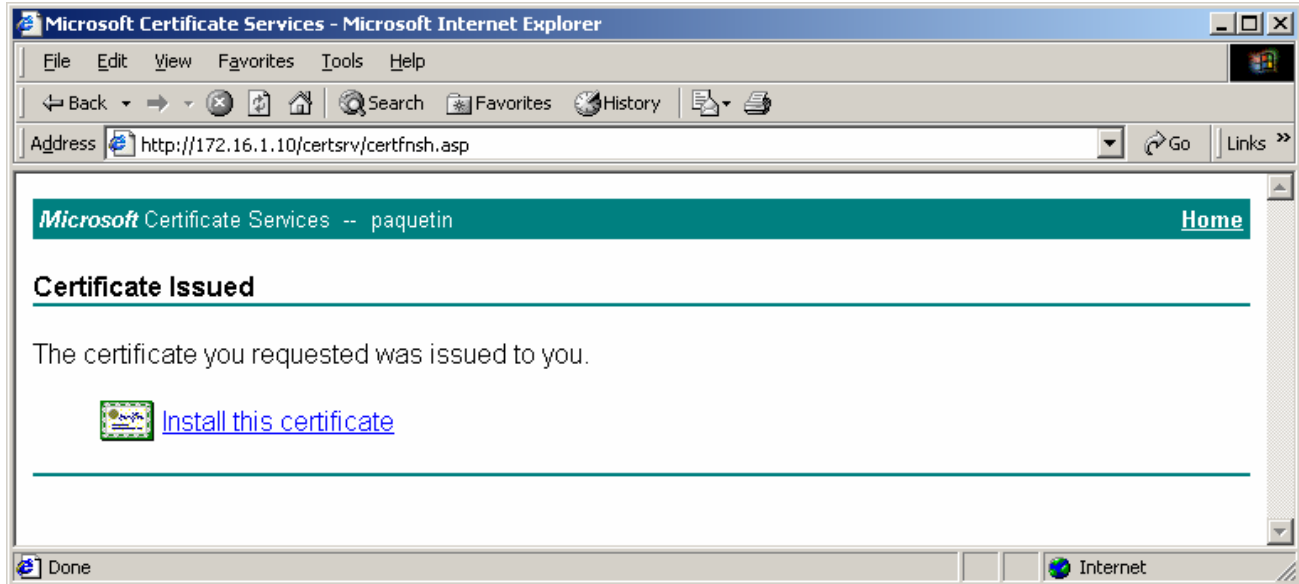 Microsoft Certificate Services - Microsoft Internet Explorer
File Edit View Favorites Tools Help
Back Search Favorites History
Address http://172.16.1.10/certsrv/certfnsh.asp Go Links »
Microsoft Certificate Services -- paquetin Home
Certificate Issued
The certificate you requested was issued to you.
Install this certificate
Done Internet